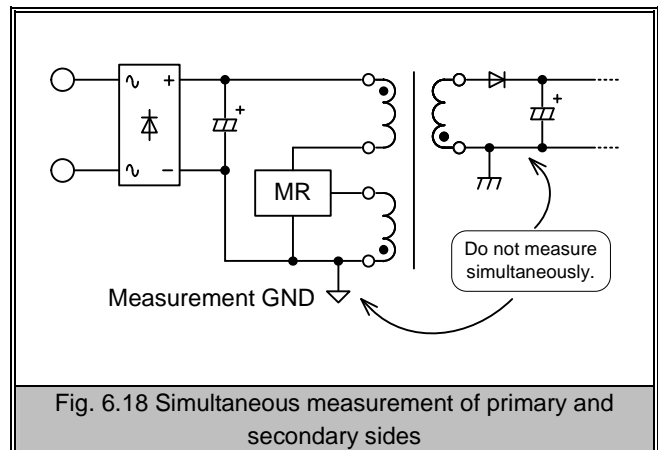 ∿ +
+
+
∿ −
MR
Do not measure
simultaneously.
Measurement GND
Fig. 6.18 Simultaneous measurement of primary and
secondary sides